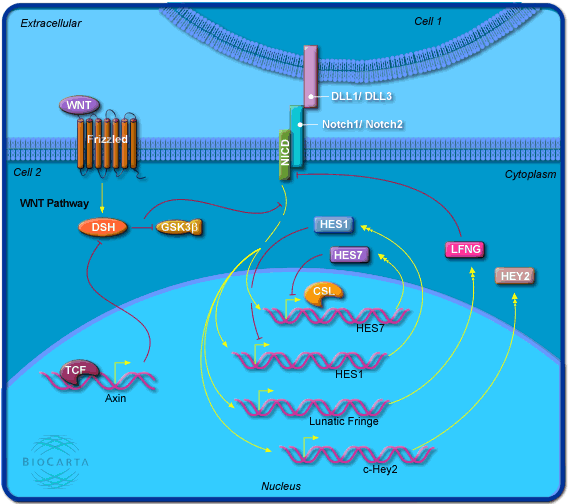 Extracellular
Cell 1
DLL1/ DLL3
WNT
Notch1/ Notch2
Frizzled
NICD
Cell 2
Cytoplasm
WNT Pathway
DSH
GSK3β
HES1
HES7
LFNG
HEY2
CSL
HES7
TCF
HES1
Axin
Lunatic Fringe
c-Hey2
BIOCARTA
Nucleus